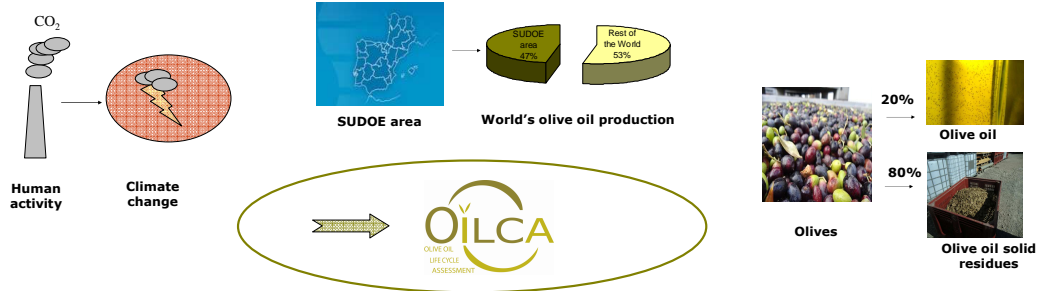 CO2
Human
activity
Climate
change
SUDOE area
SUDOE
area
47%
Rest of
the World
53%
World's olive oil production
OiLCA
OLIVE OIL
LIFE CYCLE
ASSESSMENT
Olives
20%
Olive oil
80%
Olive oil solid
residues